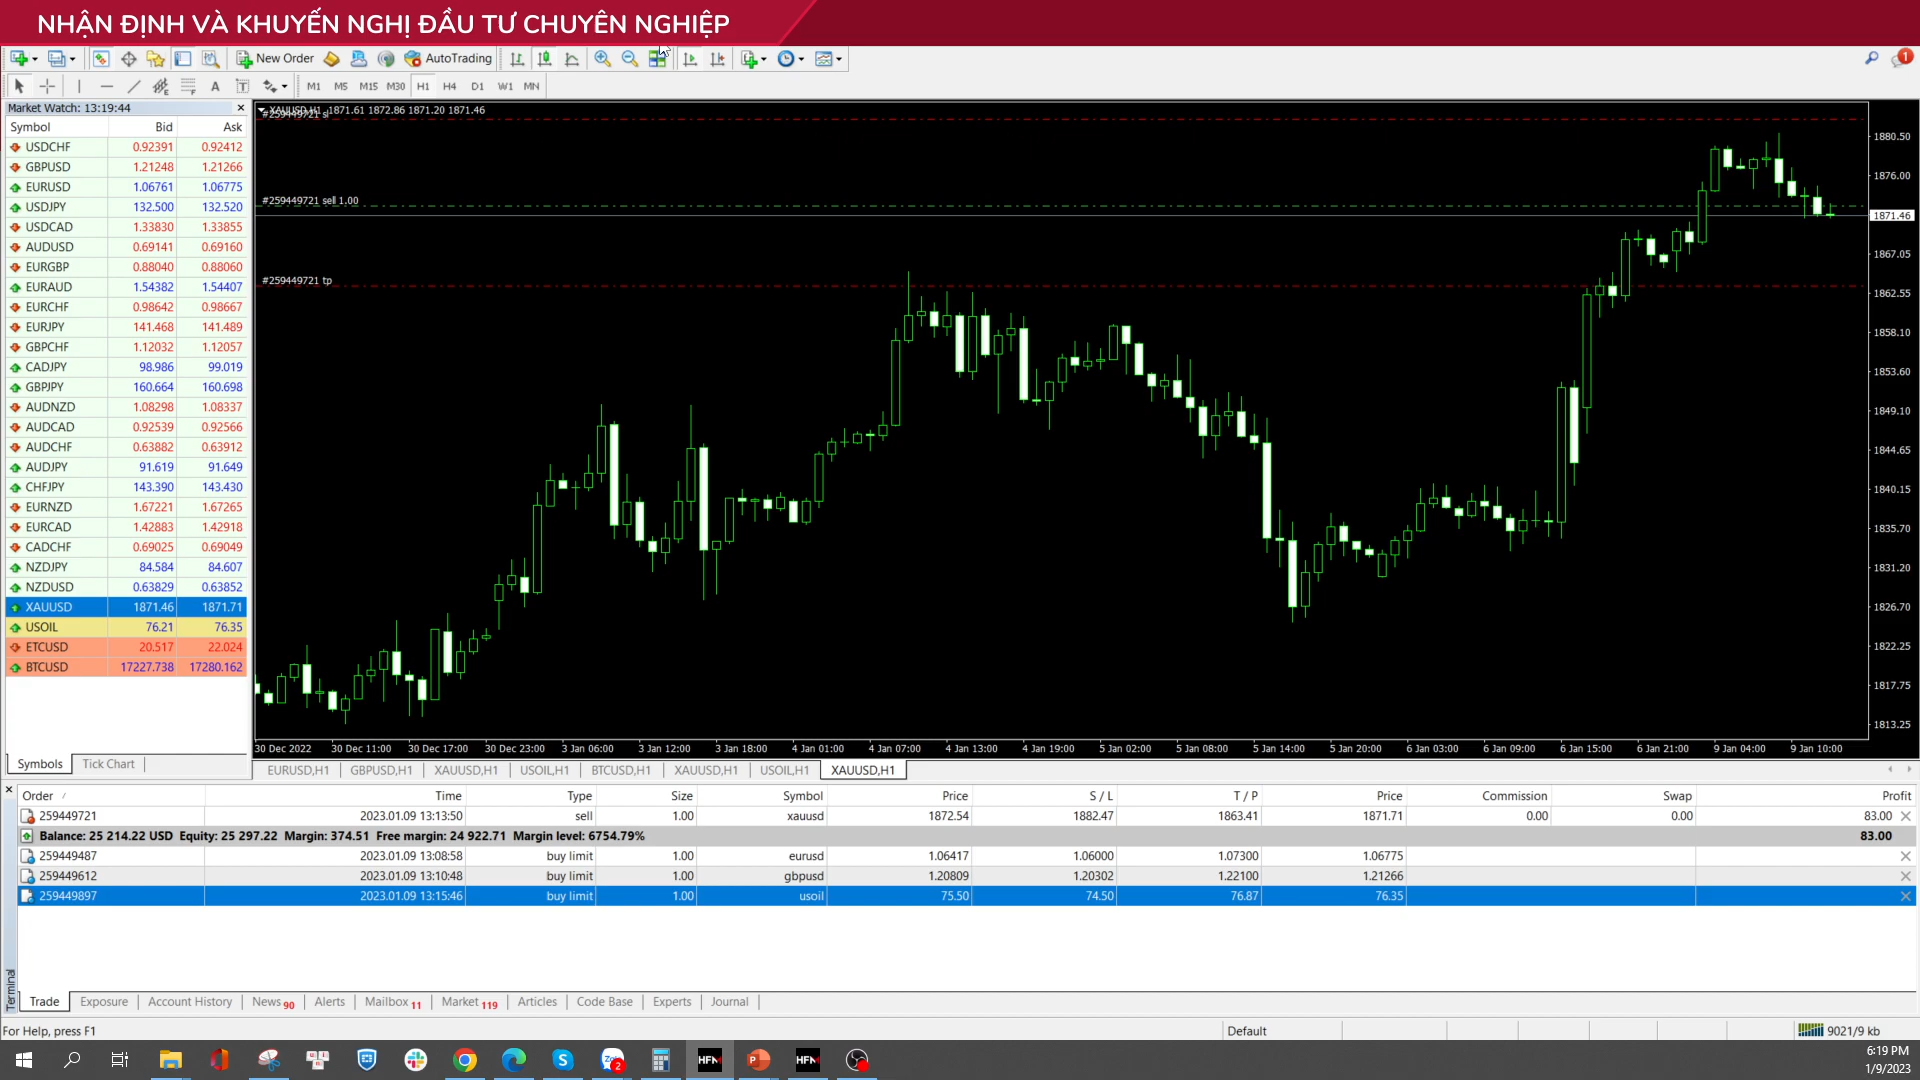 NHẬN ĐỊNH VÀ KHUYẾN NGHỊ ĐẦU TƯ CHUYÊN NGHIỆP
New Order AutoTrading 1
A T M1 M5 M15 M30 H1 H4 D1 W1 MN
Market Watch: 13:19:44
Symbol Bid Ask
USDCHF 0.92391 0.92412
GBPUSD 1.21248 1.21266
EURUSD 1.06761 1.06775
USDJPY 132.500 132.520
USDCAD 1.33830 1.33855
AUDUSD 0.69141 0.69160
EURGBP 0.88040 0.88060
EURAUD 1.54382 1.54407
EURCHF 0.98642 0.98667
EURJPY 141.468 141.489
GBPCHF 1.12032 1.12057
CADJPY 98.986 99.019
GBPJPY 160.664 160.698
AUDNZD 1.08298 1.08337
AUDCAD 0.92539 0.92566
AUDCHF 0.63882 0.63912
AUDJPY 91.619 91.649
CHFJPY 143.390 143.430
EURNZD 1.67221 1.67265
EURCAD 1.42883 1.42918
CADCHF 0.69025 0.69049
NZDJPY 84.584 84.607
NZDUSD 0.63829 0.63852
XAUUSD 1871.46 1871.71
USOIL 76.21 76.35
ETCUSD 20.517 22.024
BTCUSD 17227.738 17280.162
Symbols Tick Chart
XAUUSD,H1 1871.61 1872.86 1871.20 1871.46
#259449721 sl
#259449721 sell 1.00
#259449721 tp
1880.50
1876.00
1871.46
1867.05
1862.55
1858.10
1853.60
1849.10
1844.65
1840.15
1835.70
1831.20
1826.70
1822.25
1817.75
1813.25
30 Dec 2022 30 Dec 11:00 30 Dec 17:00 30 Dec 23:00 3 Jan 06:00 3 Jan 12:00 3 Jan 18:00 4 Jan 01:00 4 Jan 07:00 4 Jan 13:00 4 Jan 19:00 5 Jan 02:00 5 Jan 08:00 5 Jan 14:00 5 Jan 20:00 6 Jan 03:00 6 Jan 09:00 6 Jan 15:00 6 Jan 21:00 9 Jan 04:00 9 Jan 10:00
EURUSD,H1 GBPUSD,H1 XAUUSD,H1 USOIL,H1 BTCUSD,H1 XAUUSD,H1 USOIL,H1 XAUUSD,H1
Order / Time Type Size Symbol Price S / L T / P Price Commission Swap Profit
259449721 2023.01.09 13:13:50 sell 1.00 xauusd 1872.54 1882.47 1863.41 1871.71 0.00 0.00 83.00
Balance: 25 214.22 USD Equity: 25 297.22 Margin: 374.51 Free margin: 24 922.71 Margin level: 6754.79% 83.00
259449487 2023.01.09 13:08:58 buy limit 1.00 eurusd 1.06417 1.06000 1.07300 1.06775
259449612 2023.01.09 13:10:48 buy limit 1.00 gbpusd 1.20809 1.20302 1.22100 1.21266
259449897 2023.01.09 13:15:46 buy limit 1.00 usoil 75.50 74.50 76.87 76.35
Terminal
Trade Exposure Account History News 90 Alerts Mailbox 11 Market 119 Articles Code Base Experts Journal
For Help, press F1 Default 9021/9 kb
HFM HFM
2
6:19 PM
1/9/2023